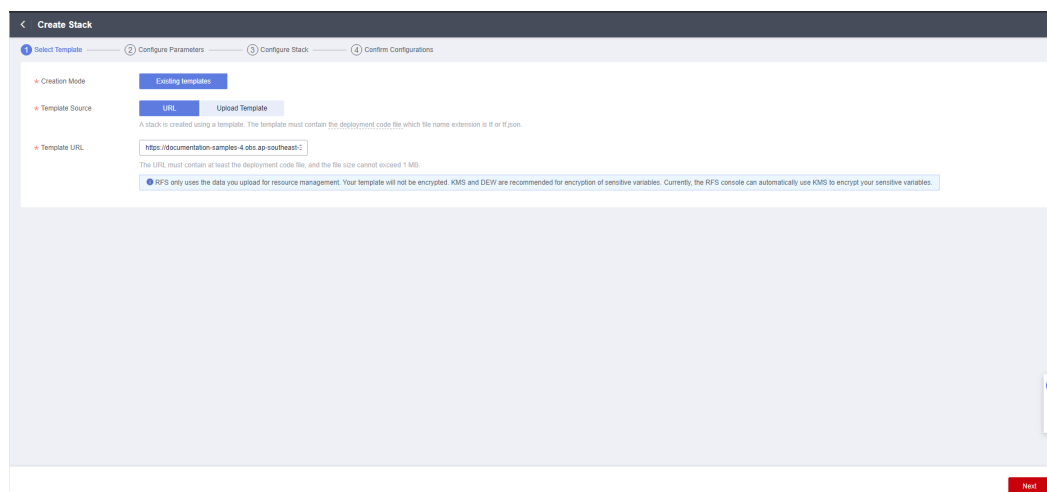 Create Stack
1 Select Template 2 Configure Parameters 3 Configure Stack 4 Confirm Configurations
* Creation Mode Existing templates
* Template Source URL Upload Template
A stack is created using a template. The template must contain the deployment code file which file name extension is tf or tf.json.
* Template URL https://documentation-samples-4.obs.ap-southeast-3
The URL must contain at least the deployment code file, and the file size cannot exceed 1 MB.
RFS only uses the data you upload for resource management. Your template will not be encrypted. KMS and DEW are recommended for encryption of sensitive variables. Currently, the RFS console can automatically use KMS to encrypt your sensitive variables.
Next